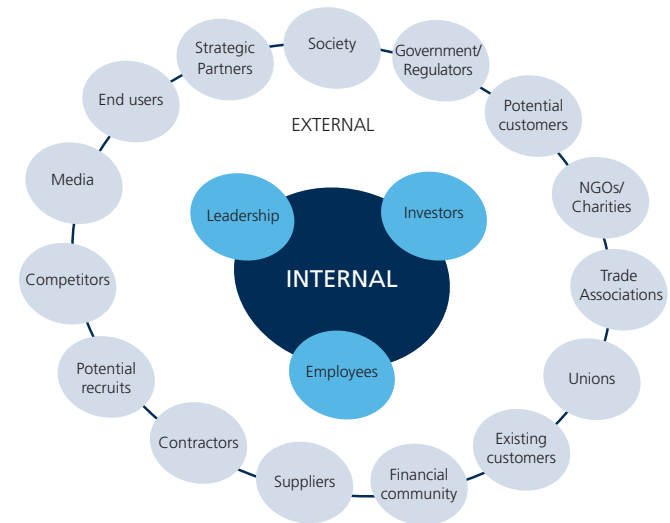 Society
Strategic
Partners
Government/
Regulators
End users
Potential
customers
EXTERNAL
Media
NGOs/
Charities
Leadership
Investors
Competitors
INTERNAL
Trade
Associations
Potential
recruits
Employees
Unions
Contractors
Existing
customers
Suppliers
Financial
community